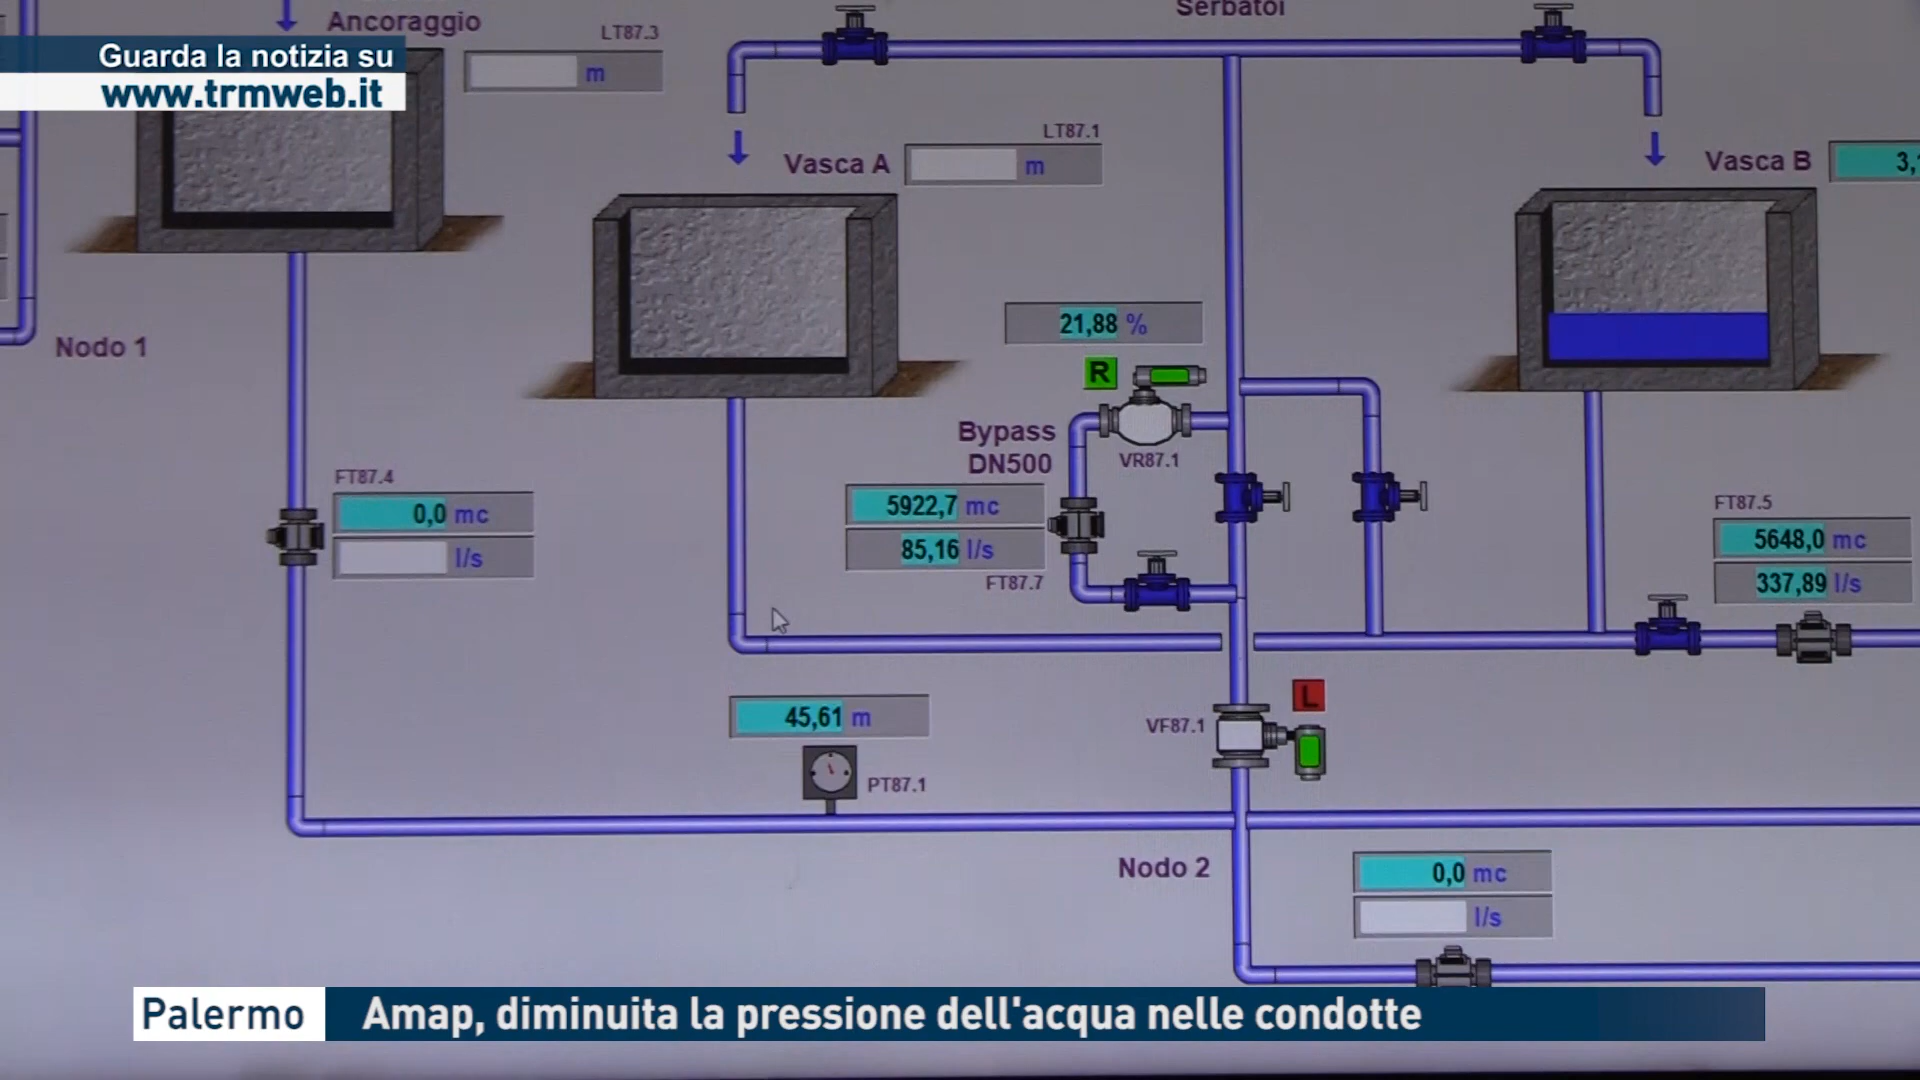 Ancoraggio
LT87.3
m
Guarda la notizia su
www.trmweb.it
Serbatoi
LT87.1
Vasca A
m
Vasca B
3,
Nodo 1
21,88 %
R
Bypass
DN500
VR87.1
FT87.4
0,0 mc
l/s
5922,7 mc
85,16 l/s
FT87.7
FT87.5
5648,0 mc
337,89 l/s
45,61 m
PT87.1
VF87.1
L
Nodo 2
0,0 mc
l/s
Palermo
Amap, diminuita la pressione dell'acqua nelle condotte